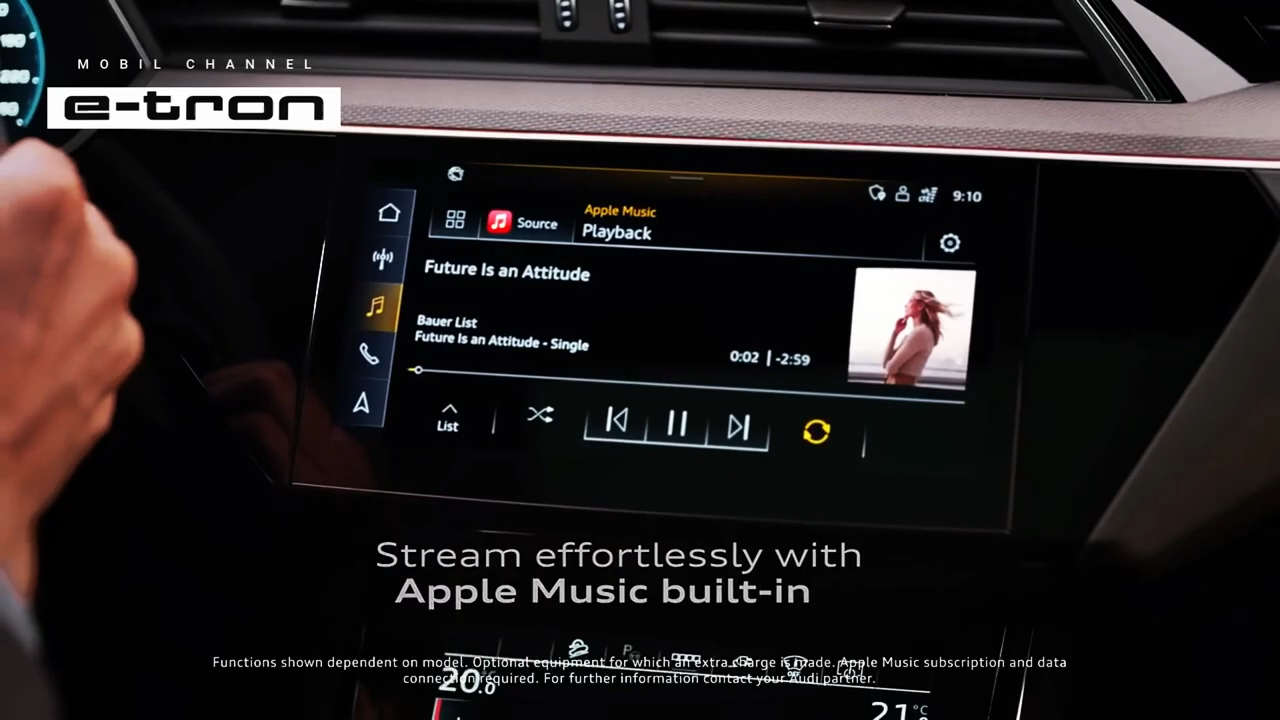 MOBIL CHANNEL
e-tron
9:10
Apple Music
Source
Playback
Future Is an Attitude
Bauer List
Future Is an Attitude - Single
0:02 | -2:59
List
Stream effortlessly with
Apple Music built-in
Functions shown dependent on model. Optional equipment for which an extra charge is made. Apple Music subscription and data
connection required. For further information contact your Audi partner.
20.0
21°C